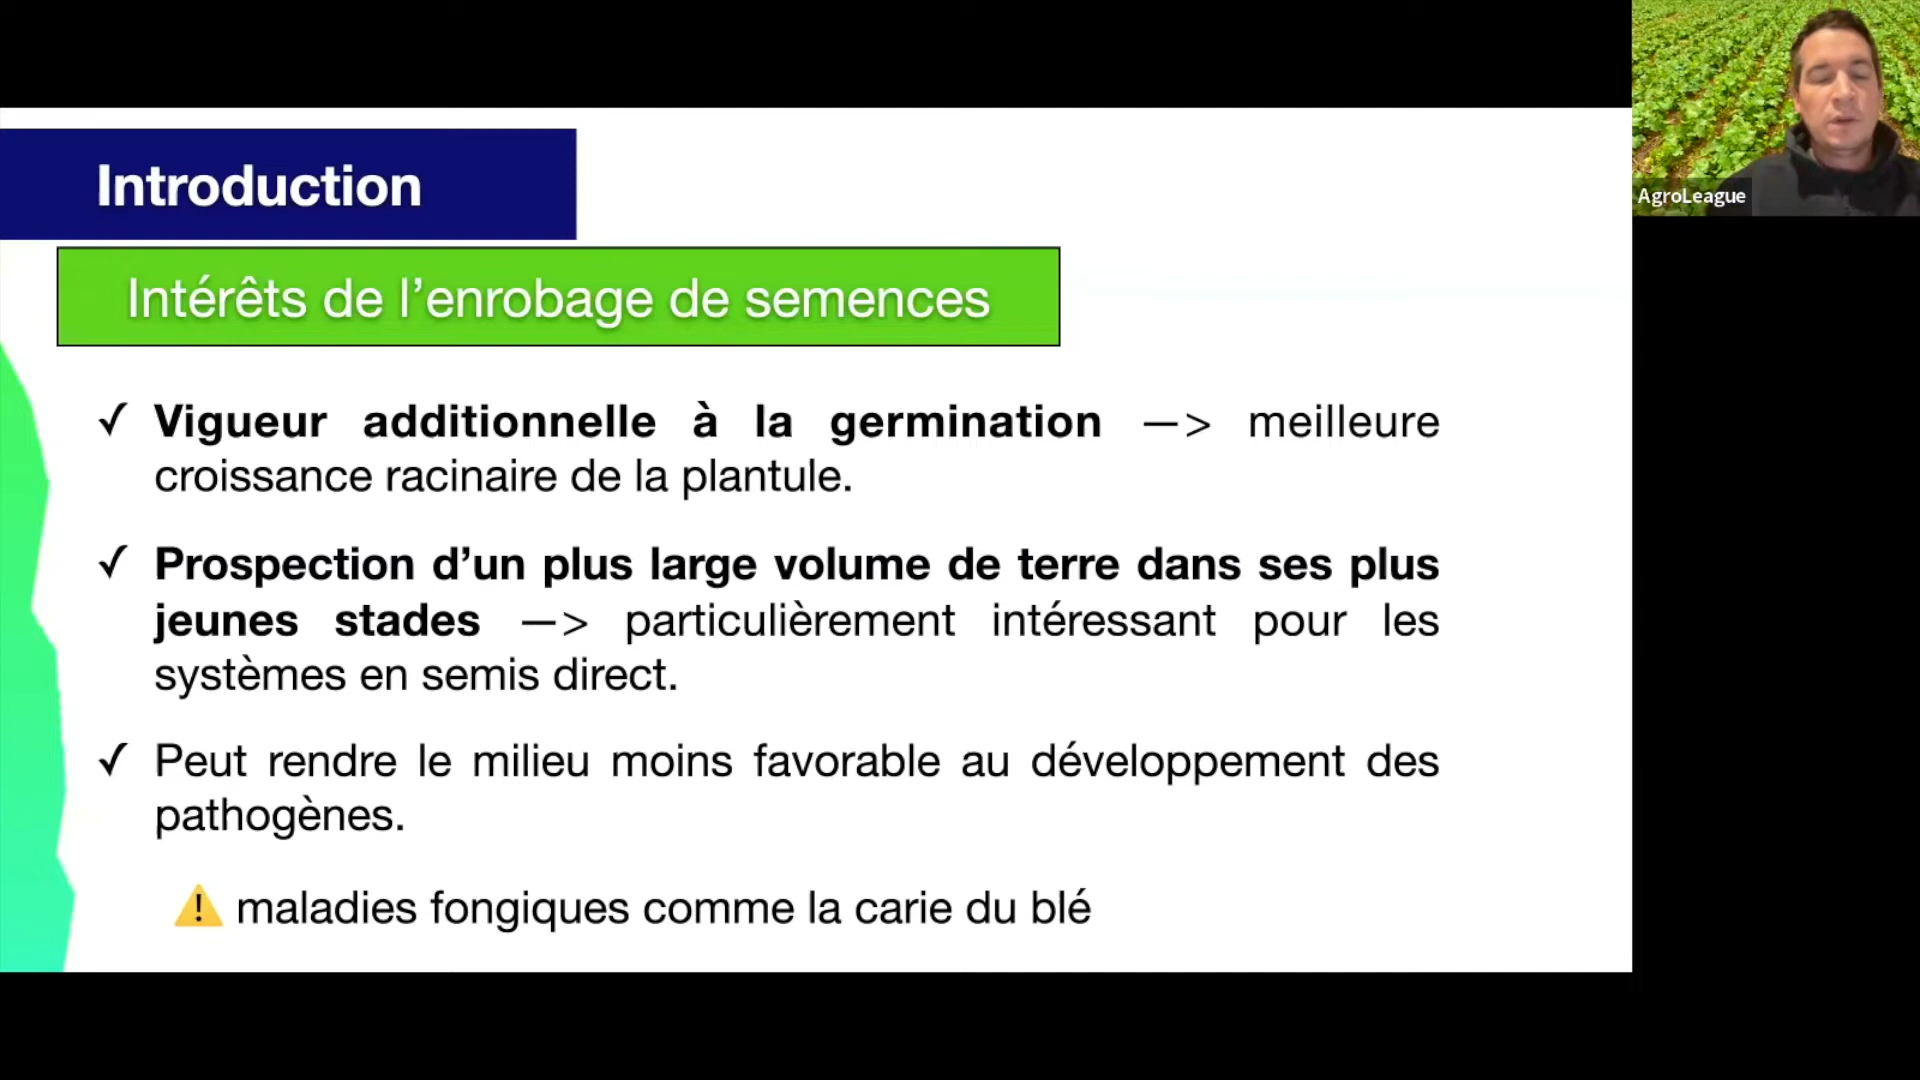 AgroLeague
Introduction
Intérêts de l’enrobage de semences
✓ Vigueur additionnelle à la germination —> meilleure
croissance racinaire de la plantule.
✓ Prospection d’un plus large volume de terre dans ses plus
jeunes stades —> particulièrement intéressant pour les
systèmes en semis direct.
✓ Peut rendre le milieu moins favorable au développement des
pathogènes.
⚠ maladies fongiques comme la carie du blé